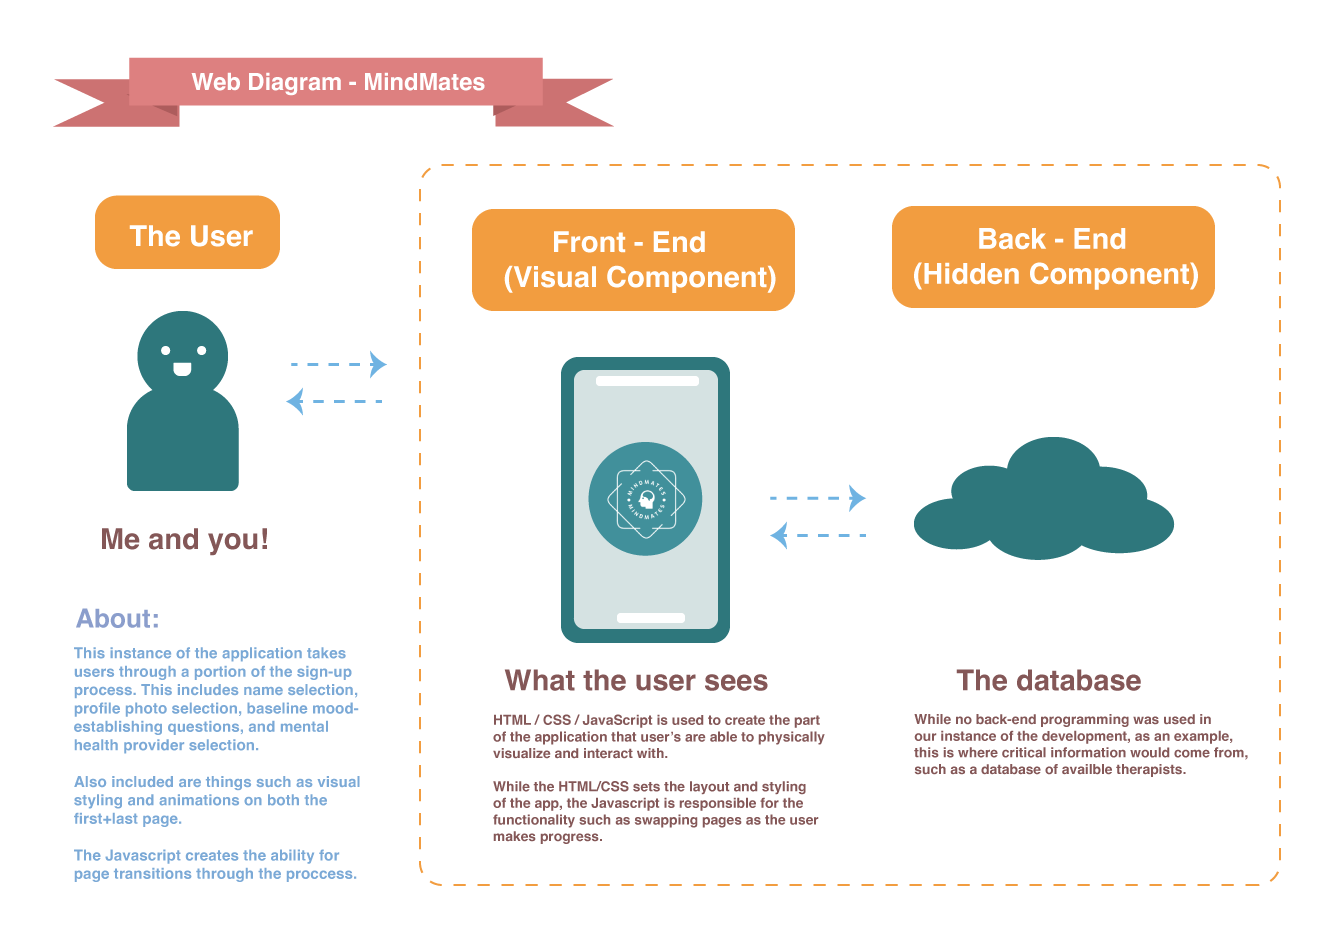 Web Diagram - MindMates
The User
Me and you!
About:
This instance of the application takes
users through a portion of the sign-up
process. This includes name selection,
profile photo selection, baseline mood-
establishing questions, and mental
health provider selection.
Also included are things such as visual
styling and animations on both the
first+last page.
The Javascript creates the ability for
page transitions through the proccess.
Front - End
(Visual Component)
MINDMATES
MINDMATES
What the user sees
HTML / CSS / JavaScript is used to create the part
of the application that user's are able to physically
visualize and interact with.
While the HTML/CSS sets the layout and styling
of the app, the Javascript is responsible for the
functionality such as swapping pages as the user
makes progress.
Back - End
(Hidden Component)
The database
While no back-end programming was used in
our instance of the development, as an example,
this is where critical information would come from,
such as a database of availble therapists.